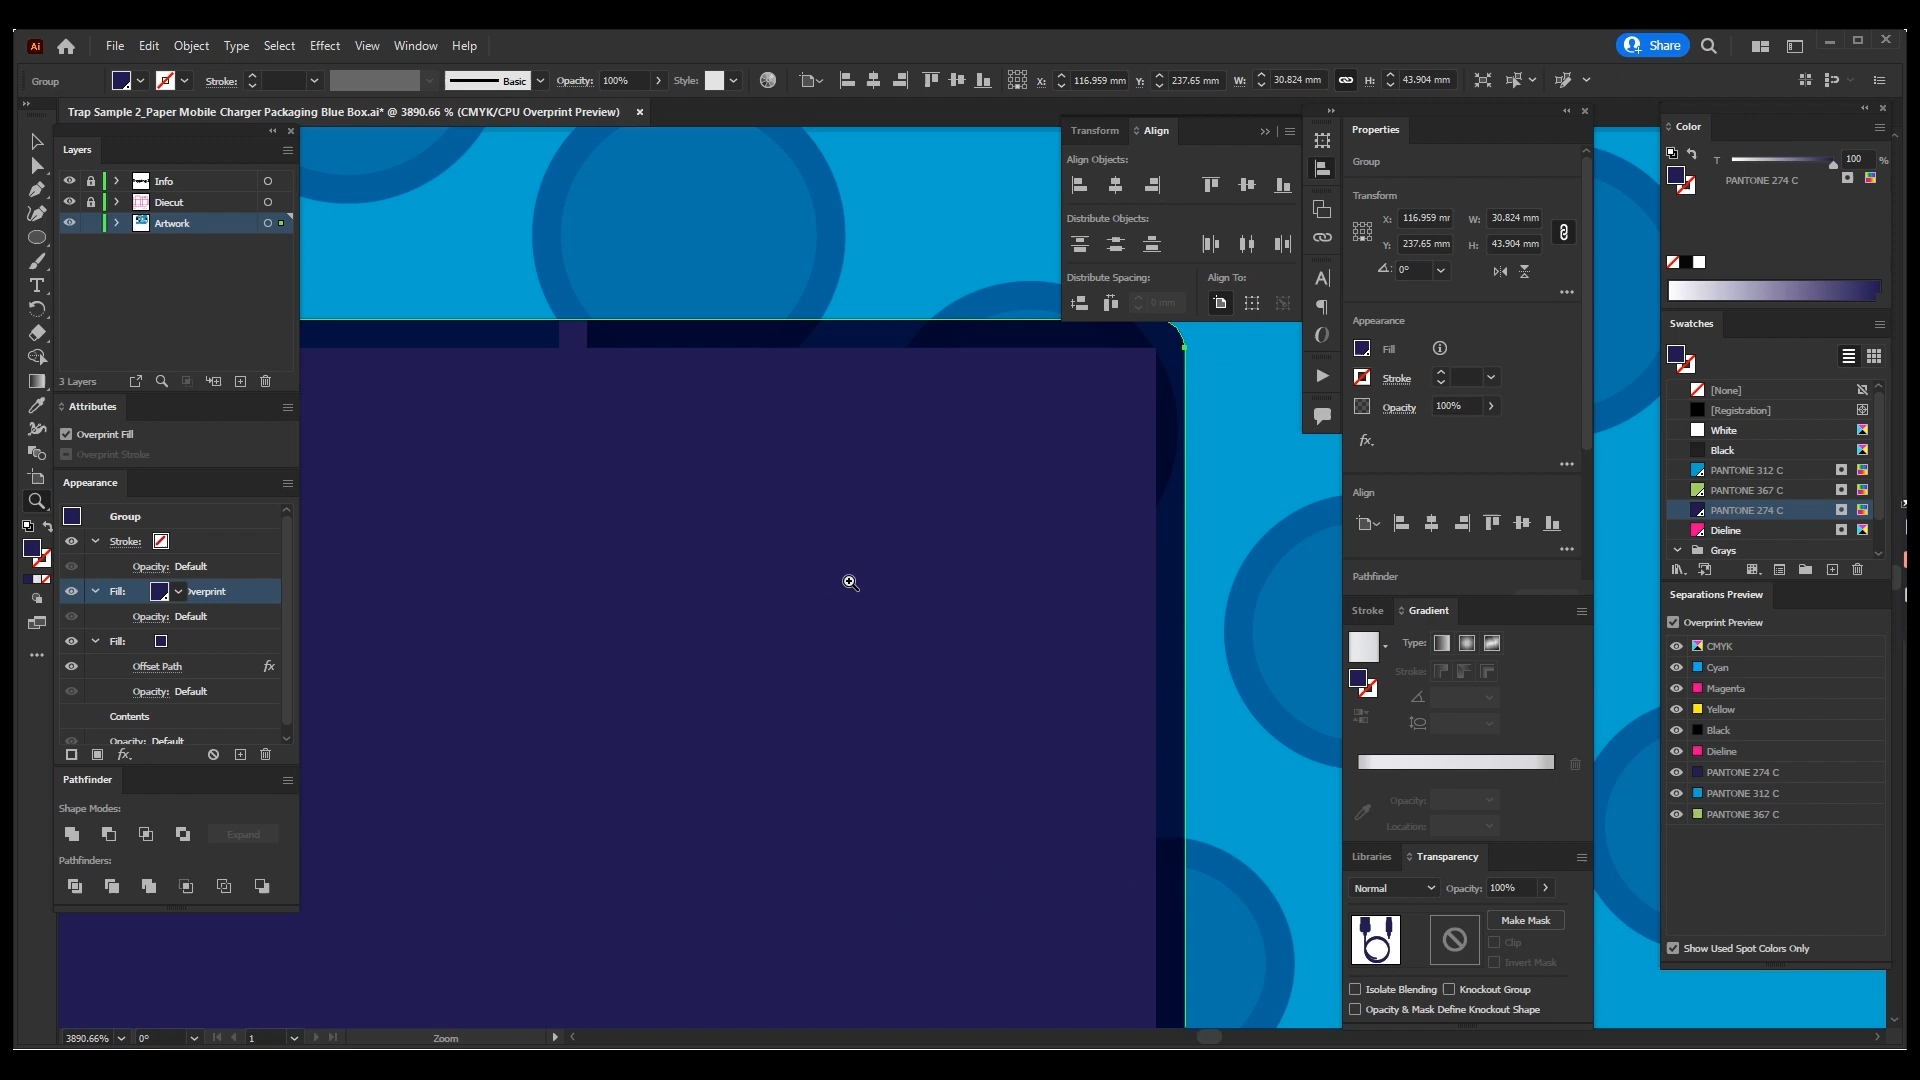 Ai File Edit Object Type Select Effect View Window Help Share
Group Stroke: Basic Opacity: 100% Style: X: 116.959 mm Y: 237.65 mm W: 30.824 mm H: 43.904 mm
Trap Sample 2_Paper Mobile Charger Packaging Blue Box.ai* @ 3890.66 % (CMYK/CPU Overprint Preview)
Layers
Info
Diecut
Artwork
3 Layers
Attributes
Overprint Fill
Overprint Stroke
Appearance
Group
Stroke:
Opacity: Default
Fill: Overprint
Opacity: Default
Fill:
Offset Path fx
Opacity: Default
Contents
Opacity: Default
fx.
Pathfinder
Shape Modes:
Expand
Pathfinders:
3890.66% 0° 1 Zoom
Transform Align
Align Objects:
Distribute Objects:
Distribute Spacing: Align To:
0 mm
Properties
Group
Transform
X: 116.959 mr W: 30.824 mm
Y: 237.65 mm H: 43.904 mm
0°
Appearance
Fill
Stroke
Opacity 100%
fx.
Align
Pathfinder
Stroke Gradient
Type:
Stroke:
Opacity:
Location:
Libraries Transparency
Normal Opacity: 100%
Make Mask
Clip
Invert Mask
Isolate Blending Knockout Group
Opacity & Mask Define Knockout Shape
Color
T 100 %
PANTONE 274 C
Swatches
[None]
[Registration]
White
Black
PANTONE 312 C
PANTONE 367 C
PANTONE 274 C
Dieline
Grays
Separations Preview
Overprint Preview
CMYK
Cyan
Magenta
Yellow
Black
Dieline
PANTONE 274 C
PANTONE 312 C
PANTONE 367 C
Show Used Spot Colors Only